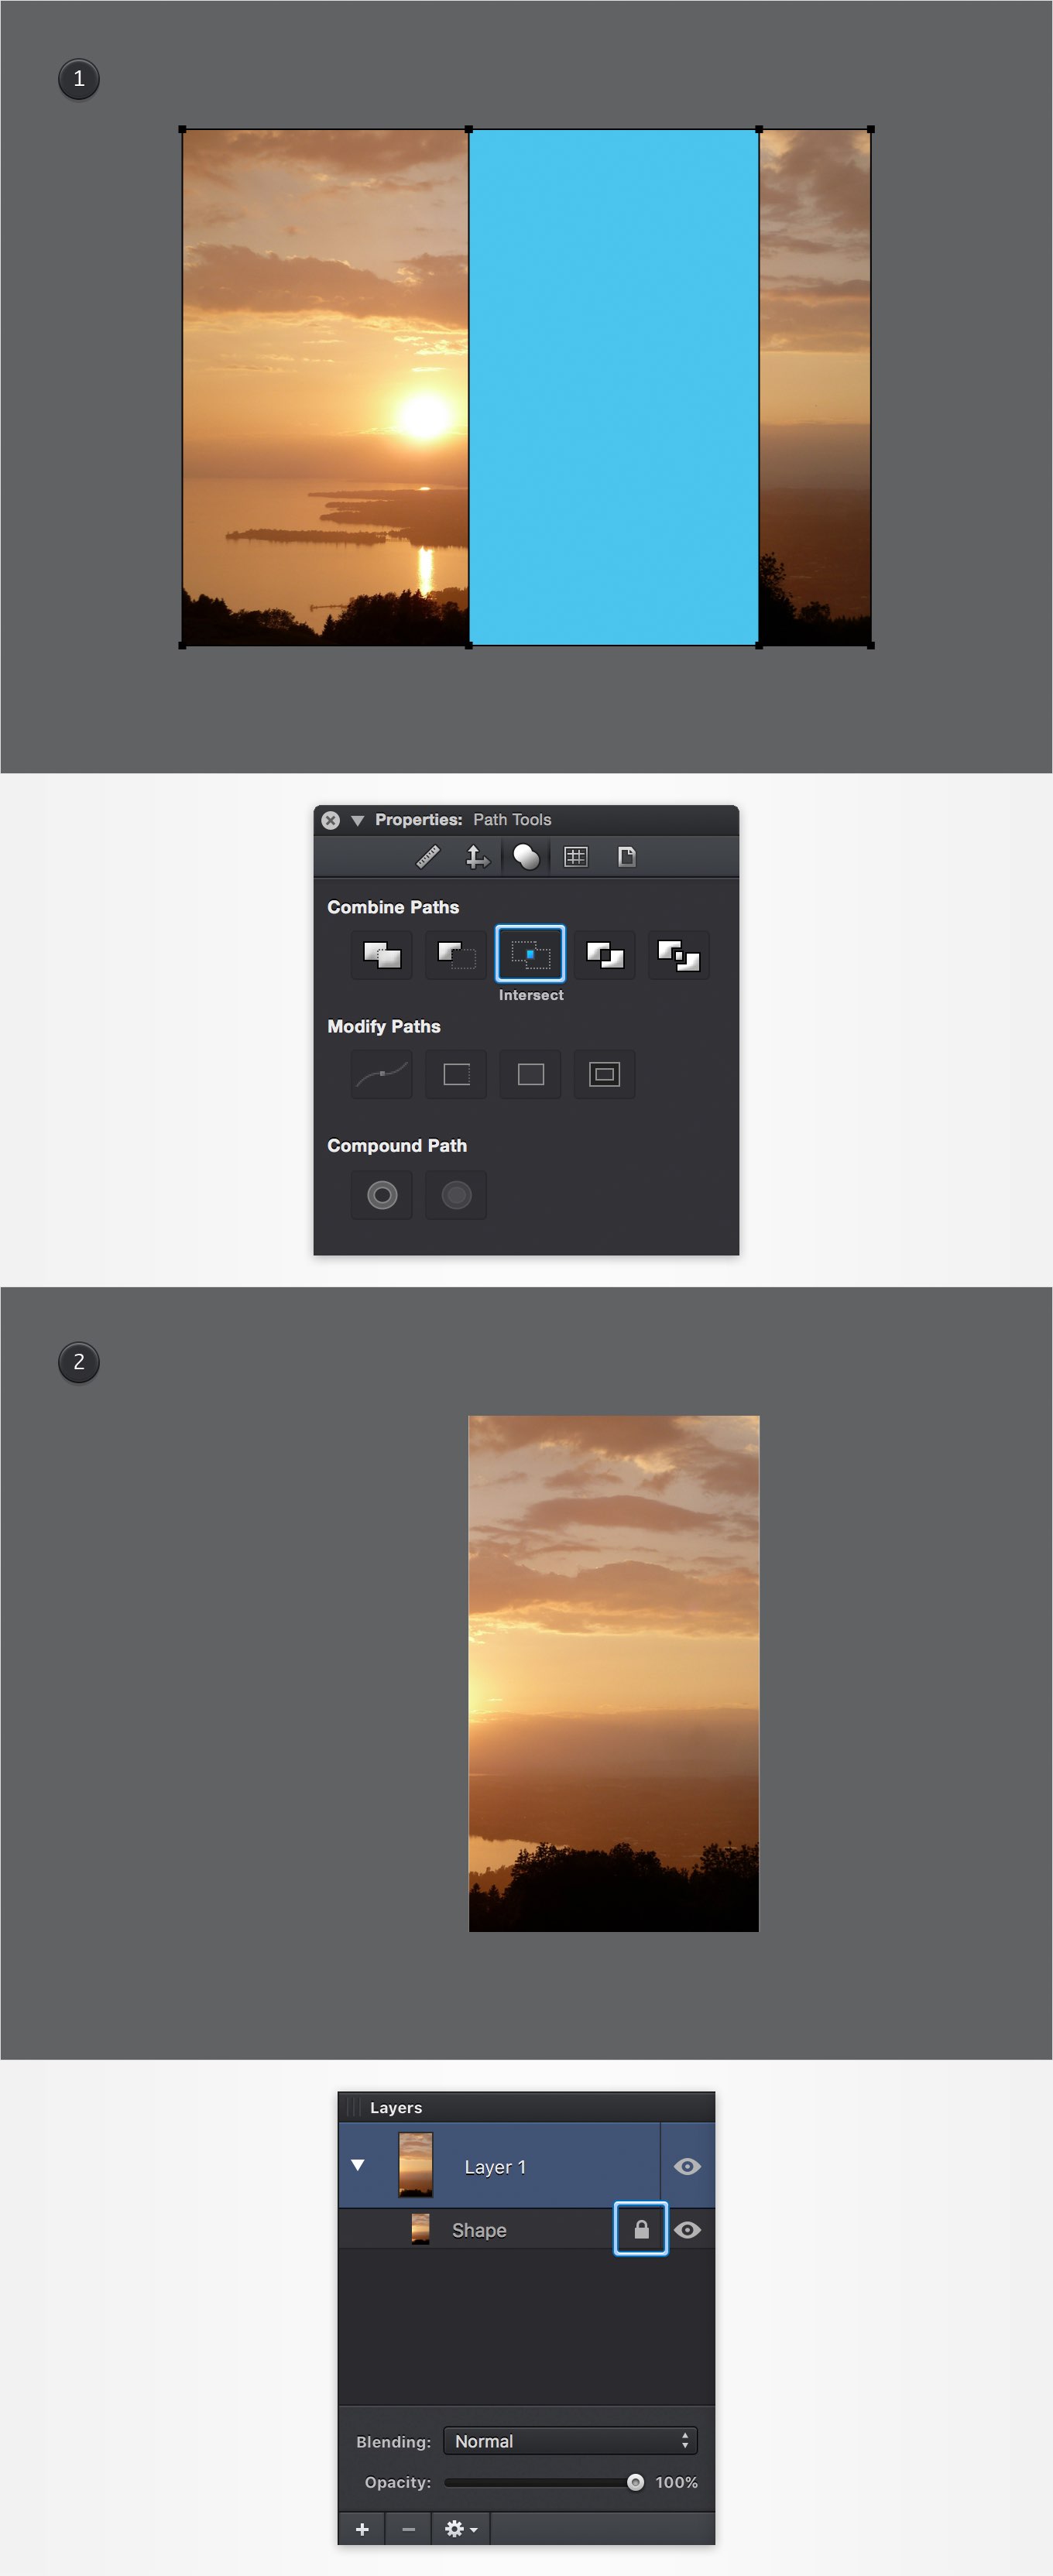 1
Properties: Path Tools
Combine Paths
Intersect
Modify Paths
Compound Path
2
Layers
Layer 1
Shape
Blending: Normal
Opacity: 100%